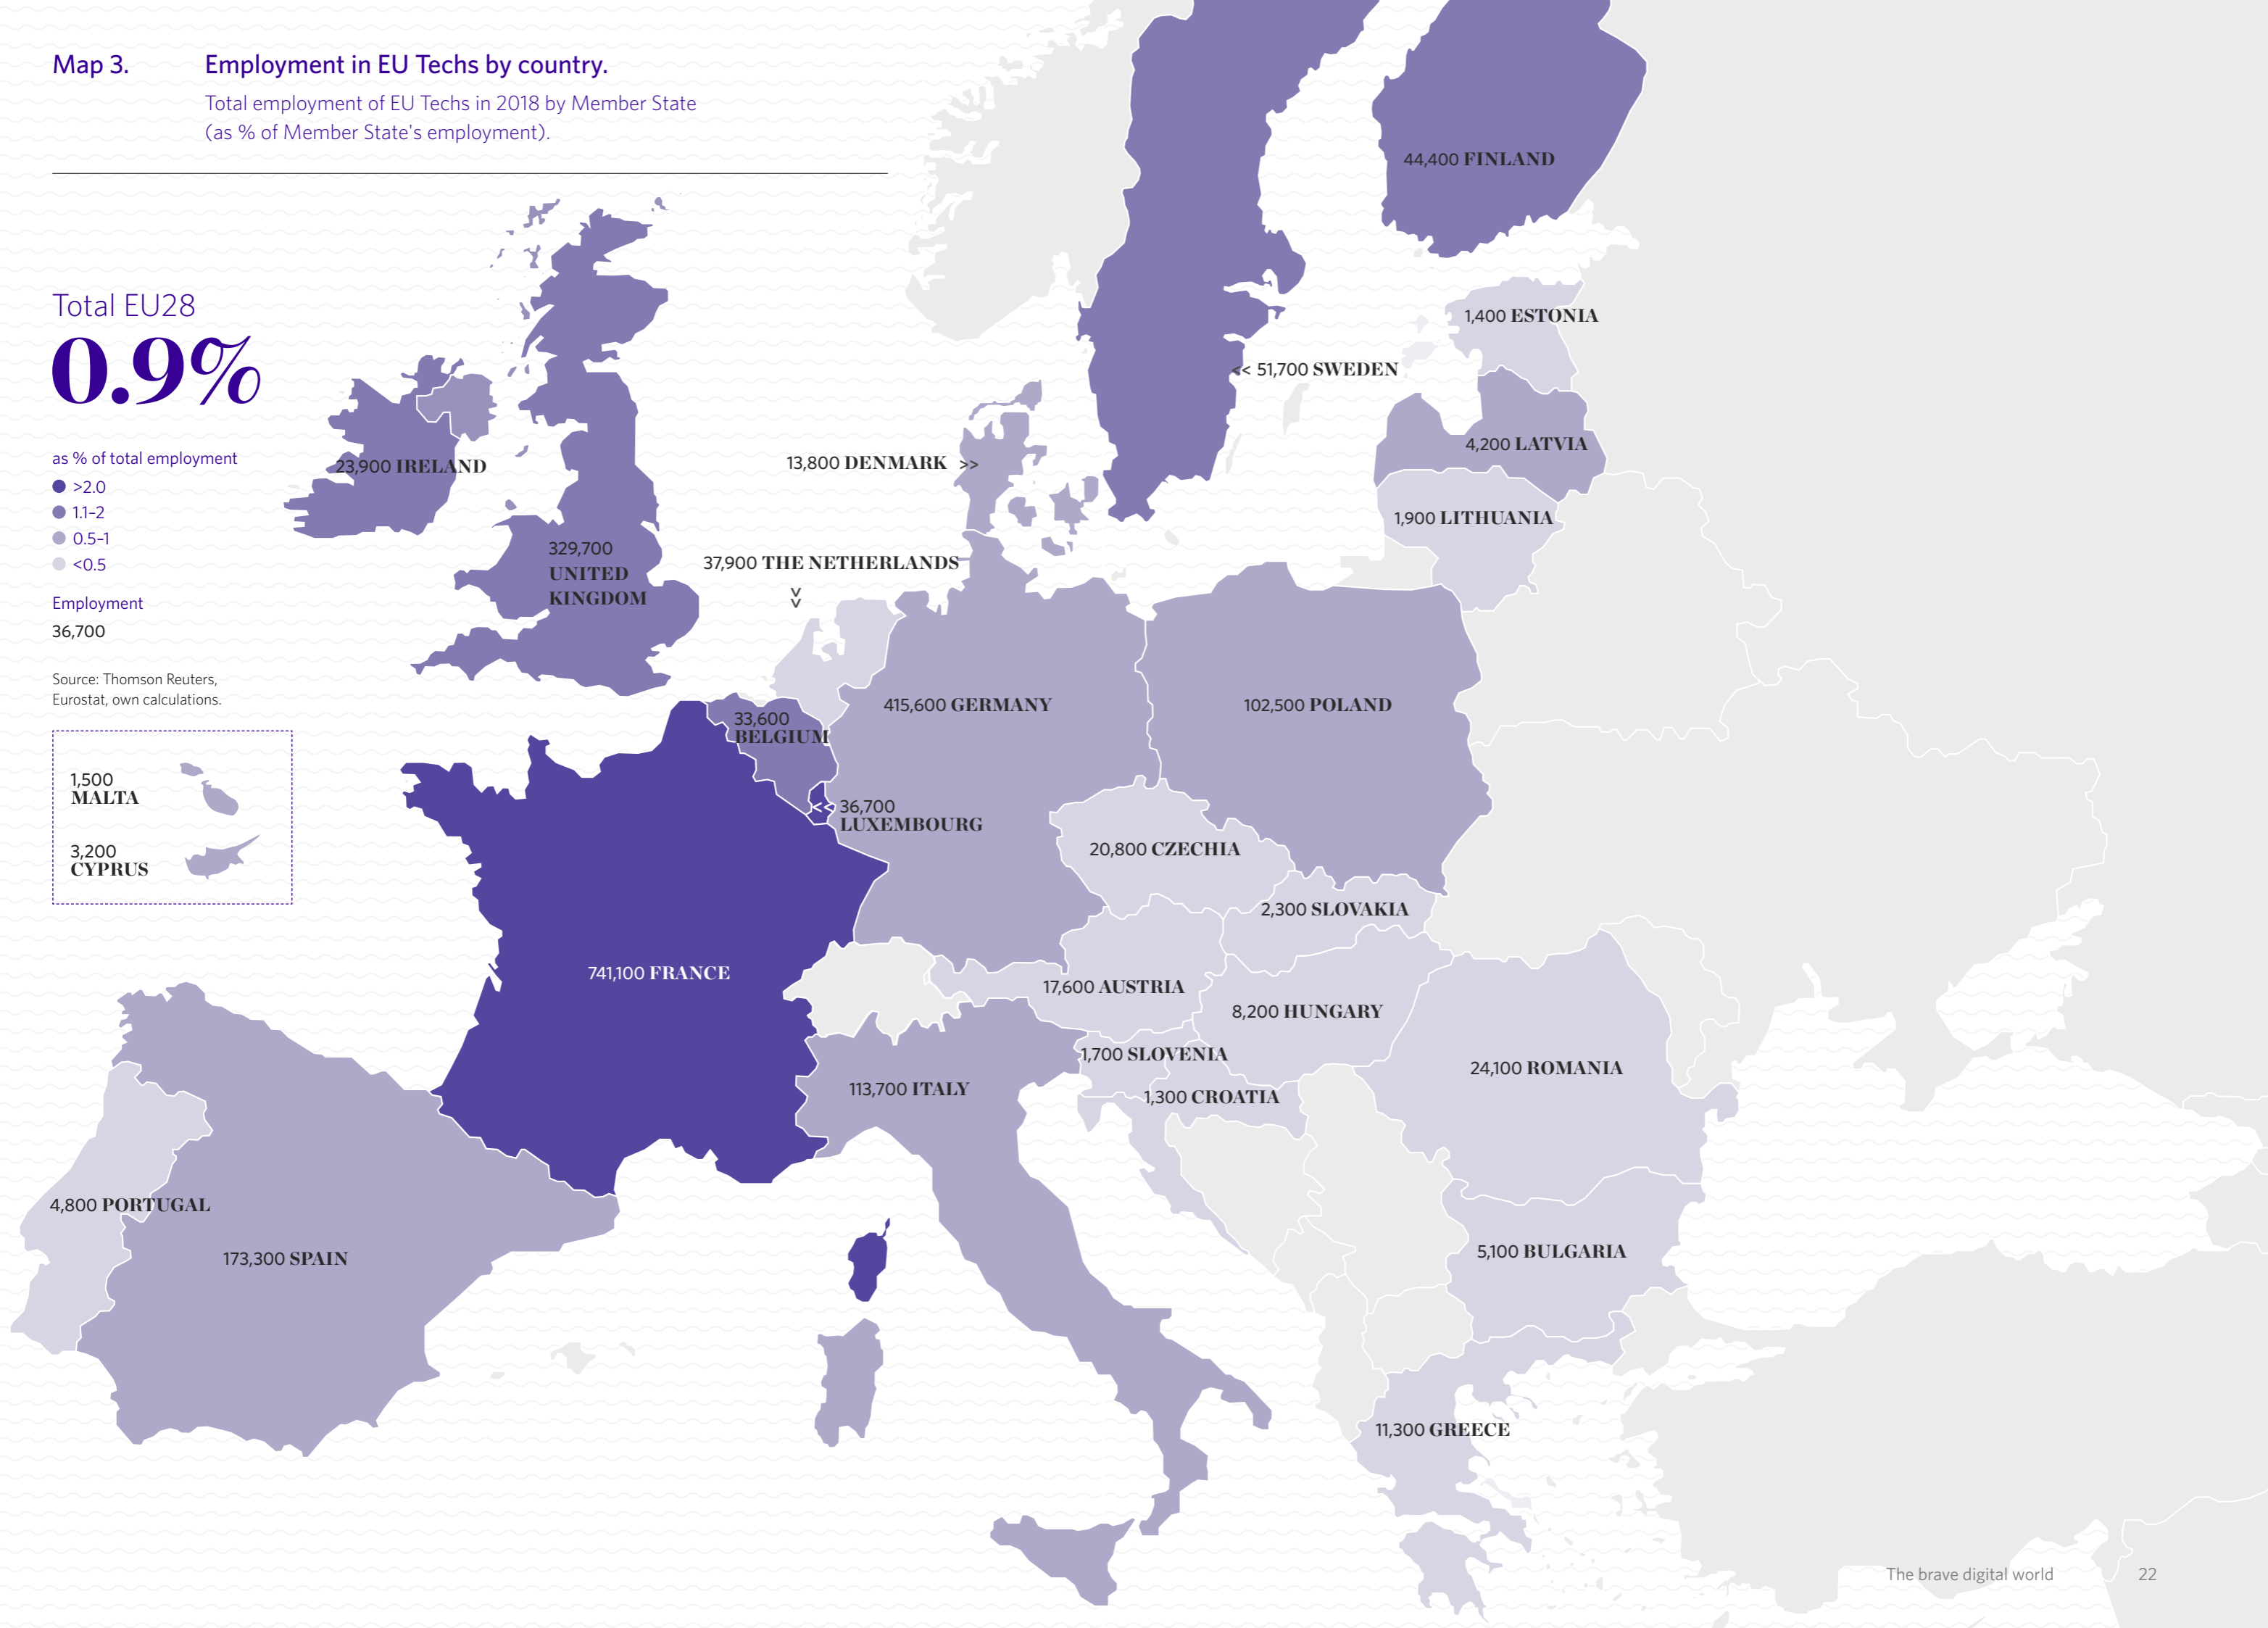 Map 3.
Employment in EU Techs by country.
Total employment of EU Techs in 2018 by Member State
(as % of Member State's employment).
Total EU28
0.9%
as % of total employment
>2.0
1.1–2
0.5–1
<0.5
Employment
36,700
Source: Thomson Reuters,
Eurostat, own calculations.
1,500
MALTA
3,200
CYPRUS
44,400 FINLAND
1,400 ESTONIA
<< 51,700 SWEDEN
4,200 LATVIA
13,800 DENMARK >>
23,900 IRELAND
1,900 LITHUANIA
329,700
UNITED
KINGDOM
37,900 THE NETHERLANDS
>>
415,600 GERMANY
102,500 POLAND
33,600
BELGIUM
<< 36,700
LUXEMBOURG
20,800 CZECHIA
2,300 SLOVAKIA
741,100 FRANCE
17,600 AUSTRIA
8,200 HUNGARY
1,700 SLOVENIA
24,100 ROMANIA
113,700 ITALY
1,300 CROATIA
4,800 PORTUGAL
173,300 SPAIN
5,100 BULGARIA
11,300 GREECE
The brave digital world
22